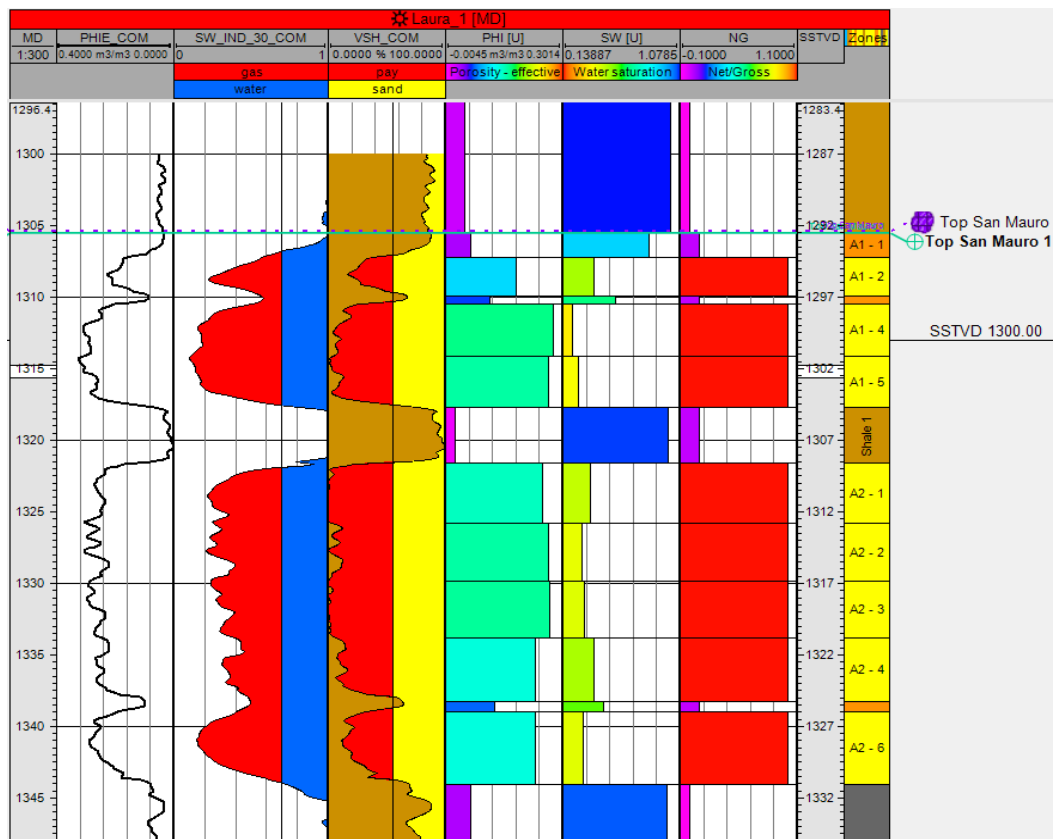 Laura_1 [MD]
MD PHIE_COM SW_IND_30_COM VSH_COM PHI [U] SW [U] NG SSTVD Zones
1:300 0.4000 m3/m3 0.0000 0 1 0.0000 % 100.0000 -0.0045 m3/m3 0.3014 0.13887 1.0785 -0.1000 1.1000
gas pay Porosity - effective Water saturation Net/Gross
water sand
1296.4 1283.4
1300 1287
1305 1292 Top San Mauro
A1 - 1 Top San Mauro 1
A1 - 2
1310 1297
A1 - 4 SSTVD 1300.00
1315 1302
A1 - 5
1320 1307 Shale 1
A2 - 1
1325 1312
A2 - 2
1330 1317
A2 - 3
1335 1322
A2 - 4
1340 1327
A2 - 6
1345 1332